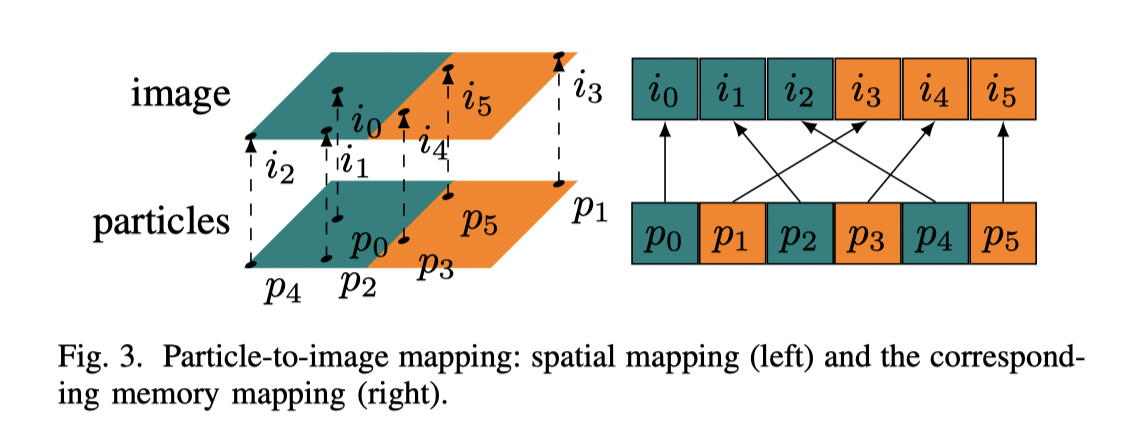 image
i0
i1
i2
i3
i4
i5
particles
p0
p1
p2
p3
p4
p5
i0 i1 i2 i3 i4 i5
p0 p1 p2 p3 p4 p5
Fig. 3. Particle-to-image mapping: spatial mapping (left) and the correspond-
ing memory mapping (right).